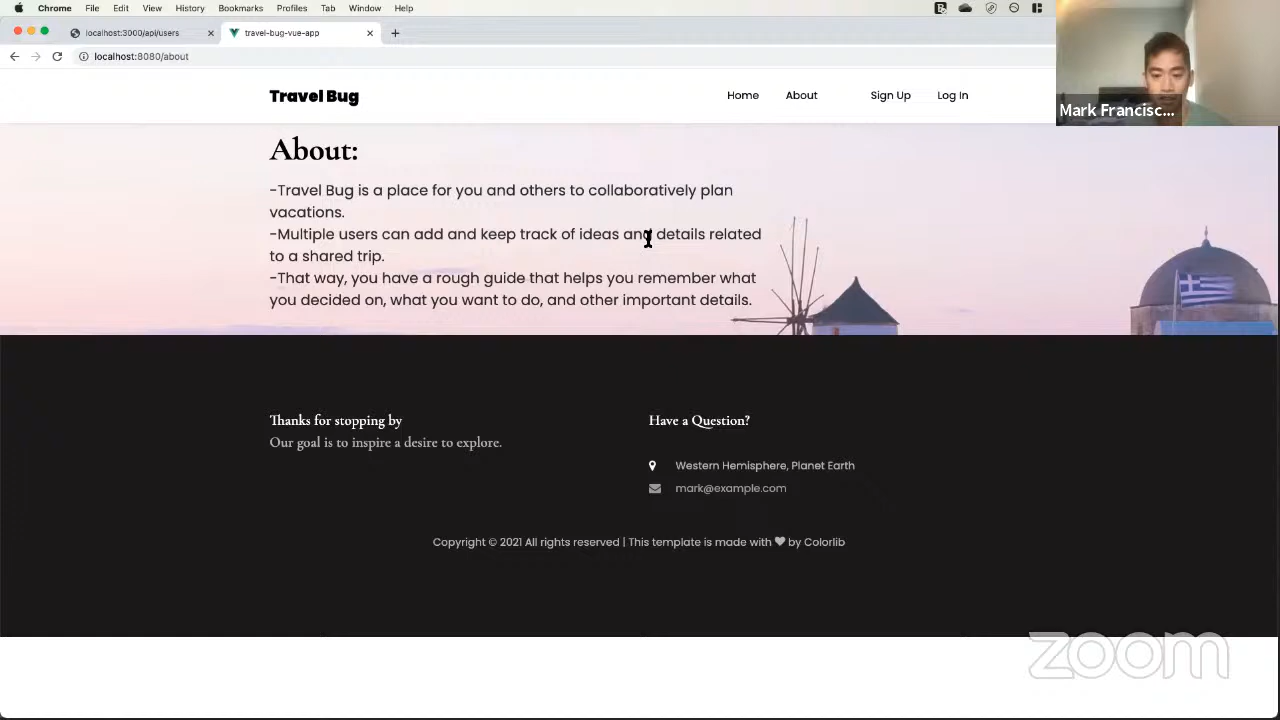 Chrome File Edit View History Bookmarks Profiles Tab Window Help
localhost:3000/api/users travel-bug-vue-app
localhost:8080/about
Mark Francisc...
Travel Bug Home About Sign Up Log In
About:
-Travel Bug is a place for you and others to collaboratively plan
vacations.
-Multiple users can add and keep track of ideas and details related
to a shared trip.
-That way, you have a rough guide that helps you remember what
you decided on, what you want to do, and other important details.
Thanks for stopping by
Our goal is to inspire a desire to explore.
Have a Question?
Western Hemisphere, Planet Earth
mark@example.com
Copyright © 2021 All rights reserved | This template is made with ❤ by Colorlib
zoom